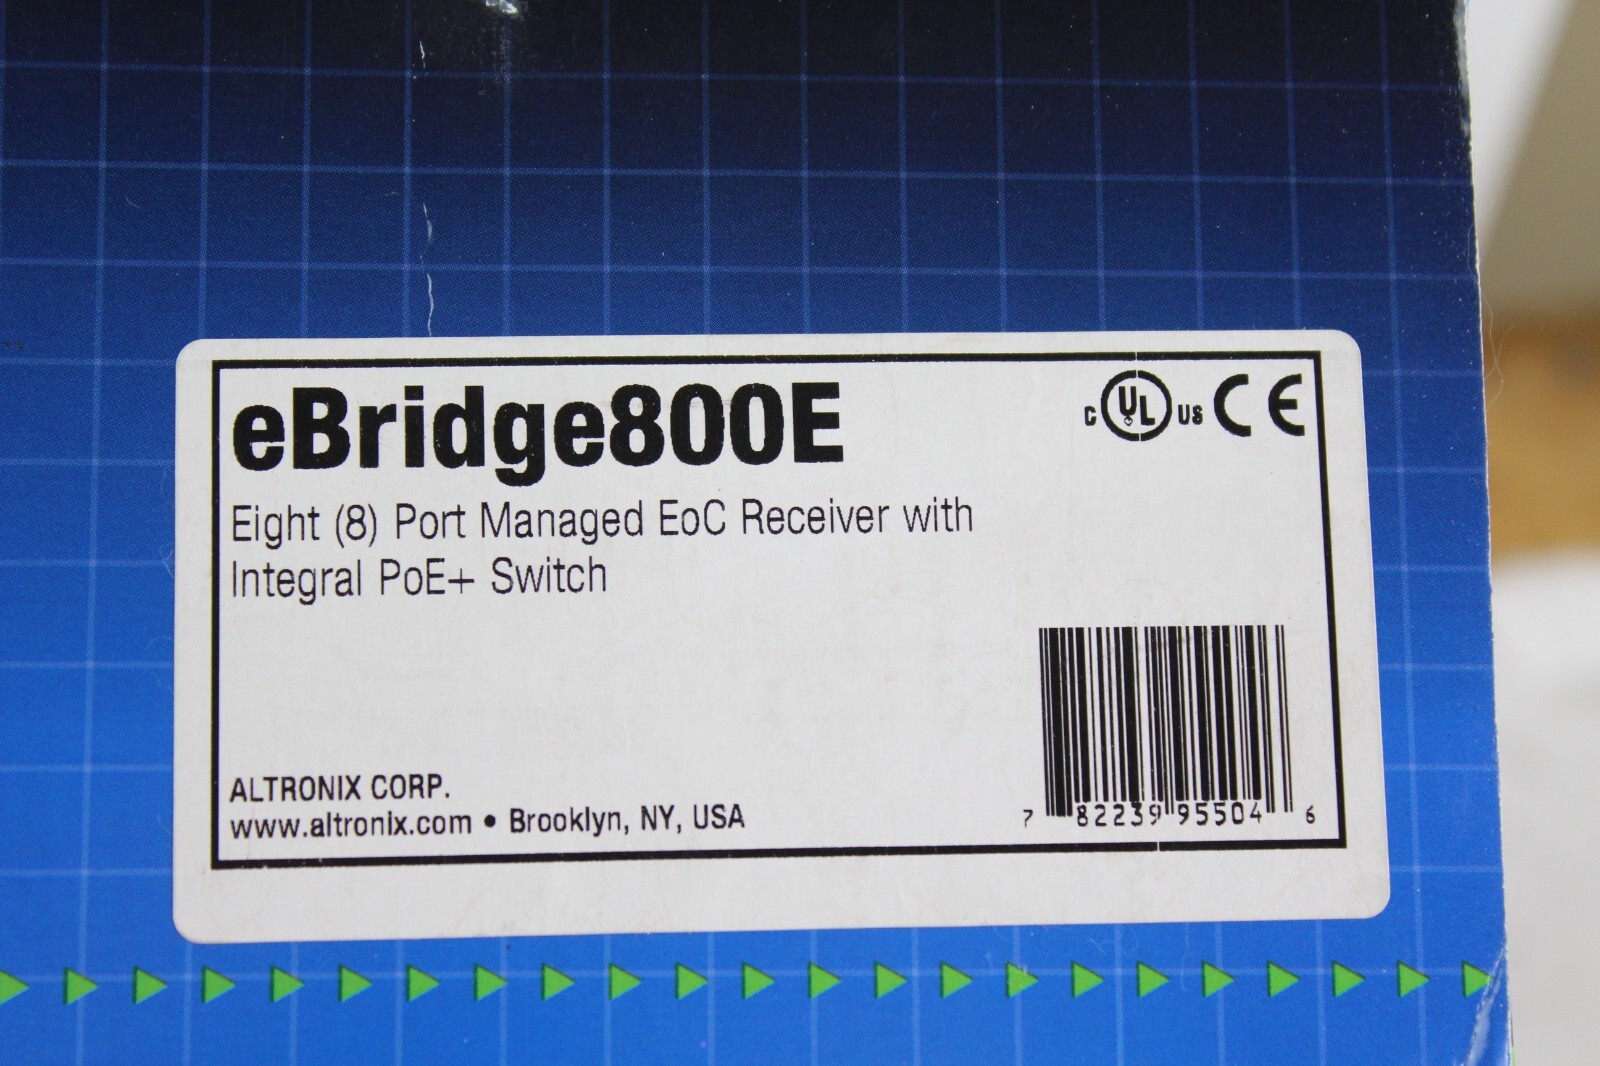 eBridge800E
C UL US CE
Eight (8) Port Managed EoC Receiver with
Integral PoE+ Switch
ALTRONIX CORP.
www.altronix.com • Brooklyn, NY, USA
7 82239 95504 6